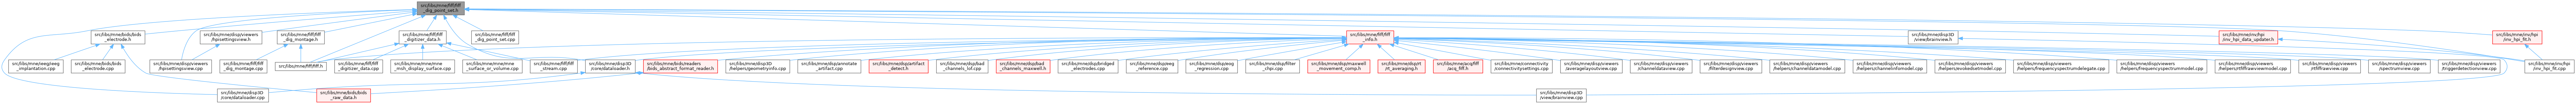 src/libs/mne/fiff/fiff
_dig_point_set.h
src/libs/mne/bids/bids
_electrode.h
src/libs/mne/disp/viewers
/hpisettingsview.h
src/libs/mne/fiff/fiff
_dig_montage.h
src/libs/mne/fiff/fiff
_digitizer_data.h
src/libs/mne/fiff/fiff
_dig_point_set.cpp
src/libs/mne/fiff/fiff
_info.h
src/libs/mne/disp3D
/view/brainview.h
src/libs/mne/inv/hpi
/inv_hpi_data_updater.h
src/libs/mne/inv/hpi
/inv_hpi_fit.h
src/libs/mne/eeg/eeg
_implantation.cpp
src/libs/mne/bids/bids
_electrode.cpp
src/libs/mne/disp/viewers
/hpisettingsview.cpp
src/libs/mne/fiff/fiff
_dig_montage.cpp
src/libs/mne/fiff/fiff.h
src/libs/mne/fiff/fiff
_digitizer_data.cpp
src/libs/mne/mne/mne
_msh_display_surface.cpp
src/libs/mne/mne/mne
_surface_or_volume.cpp
src/libs/mne/fiff/fiff
_stream.cpp
src/libs/mne/disp3D
/core/dataloader.h
src/libs/mne/bids/readers
/bids_abstract_format_reader.h
src/libs/mne/disp3D
/helpers/geometryinfo.cpp
src/libs/mne/dsp/annotate
_artifact.cpp
src/libs/mne/dsp/artifact
_detect.h
src/libs/mne/dsp/bad
_channels_lof.cpp
src/libs/mne/dsp/bad
_channels_maxwell.h
src/libs/mne/dsp/bridged
_electrodes.cpp
src/libs/mne/dsp/eeg
_reference.cpp
src/libs/mne/dsp/eog
_regression.cpp
src/libs/mne/dsp/filter
_chpi.cpp
src/libs/mne/dsp/maxwell
_movement_comp.h
src/libs/mne/dsp/rt
/rt_averaging.h
src/libs/mne/acq/fiff
/acq_fiff.h
src/libs/mne/connectivity
/connectivitysettings.cpp
src/libs/mne/disp/viewers
/averagelayoutview.cpp
src/libs/mne/disp/viewers
/channeldataview.cpp
src/libs/mne/disp/viewers
/filterdesignview.cpp
src/libs/mne/disp/viewers
/helpers/channeldatamodel.cpp
src/libs/mne/disp/viewers
/helpers/channelinfomodel.cpp
src/libs/mne/disp/viewers
/helpers/evokedsetmodel.cpp
src/libs/mne/disp/viewers
/helpers/frequencyspectrumdelegate.cpp
src/libs/mne/disp/viewers
/helpers/frequencyspectrummodel.cpp
src/libs/mne/disp/viewers
/helpers/rtfiffrawviewmodel.cpp
src/libs/mne/disp/viewers
/rtfiffrawview.cpp
src/libs/mne/disp/viewers
/spectrumview.cpp
src/libs/mne/disp/viewers
/triggerdetectionview.cpp
src/libs/mne/inv/hpi
/inv_hpi_fit.cpp
src/libs/mne/disp3D
/core/dataloader.cpp
src/libs/mne/bids/bids
_raw_data.h
src/libs/mne/disp3D
/view/brainview.cpp